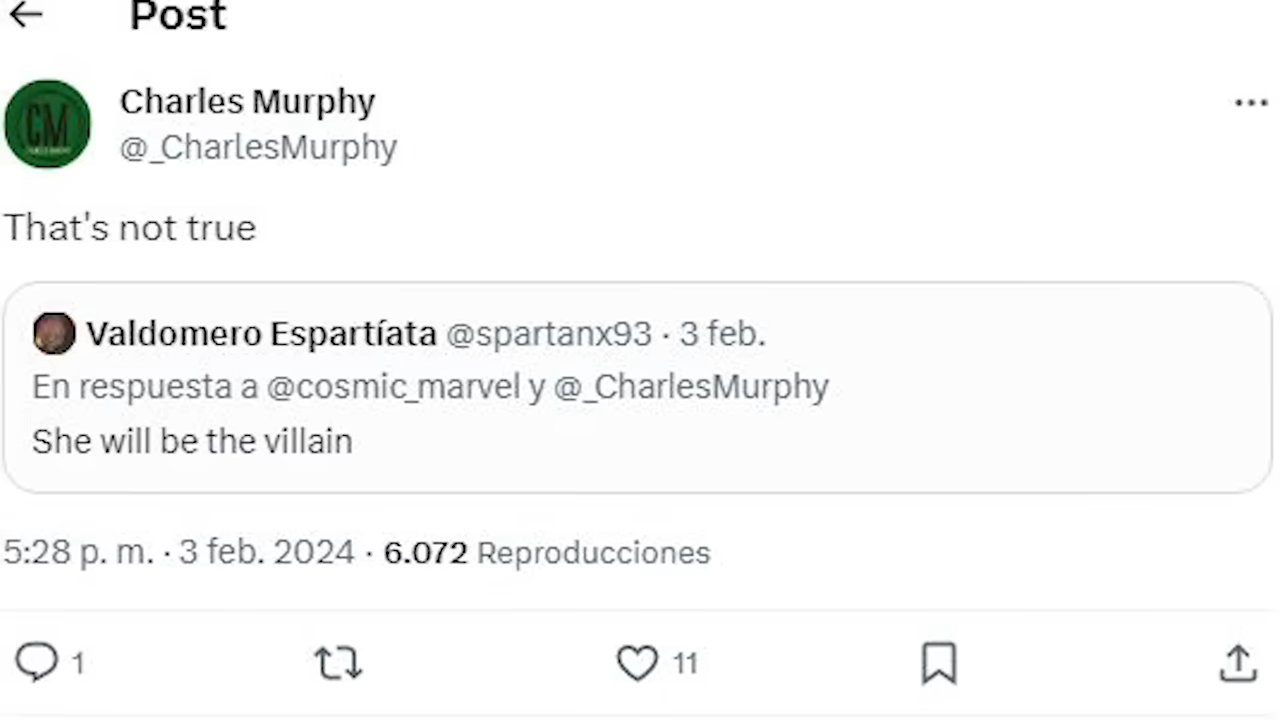 Post
Charles Murphy
@_CharlesMurphy
CM
That's not true
Valdomero Espartíata @spartanx93 · 3 feb.
En respuesta a @cosmic_marvel y @_CharlesMurphy
She will be the villain
5:28 p. m. · 3 feb. 2024 · 6.072 Reproducciones
1
11